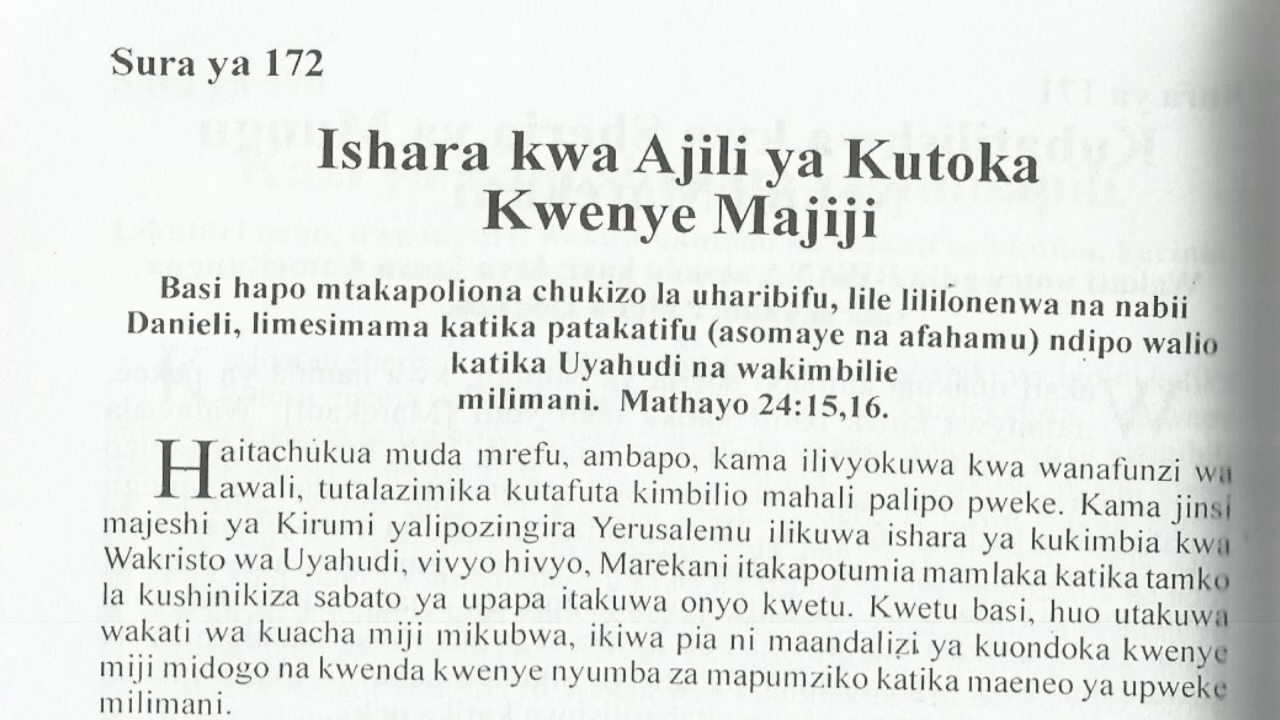 Sura ya 172
Ishara kwa Ajili ya Kutoka
Kwenye Majiji
Basi hapo mtakapoliona chukizo la uharibifu, lile lililonenwa na nabii
Danieli, limesimama katika patakatifu (asomaye na afahamu) ndipo walio
katika Uyahudi na wakimbilie
milimani. Mathayo 24:15,16.
Haitachukua muda mrefu, ambapo, kama ilivyokuwa kwa wanafunzi wa
awali, tutalazimika kutafuta kimbilio mahali palipo pweke. Kama jinsi
majeshi ya Kirumi yalipozingira Yerusalemu ilikuwa ishara ya kukimbia kwa
Wakristo wa Uyahudi, vivyo hivyo, Marekani itakapotumia mamlaka katika tamko
la kushinikiza sabato ya upapa itakuwa onyo kwetu. Kwetu basi, huo utakuwa
wakati wa kuacha miji mikubwa, ikiwa pia ni maandalizi ya kuondoka kwenye
miji midogo na kwenda kwenye nyumba za mapumziko katika maeneo ya upweke
milimani.